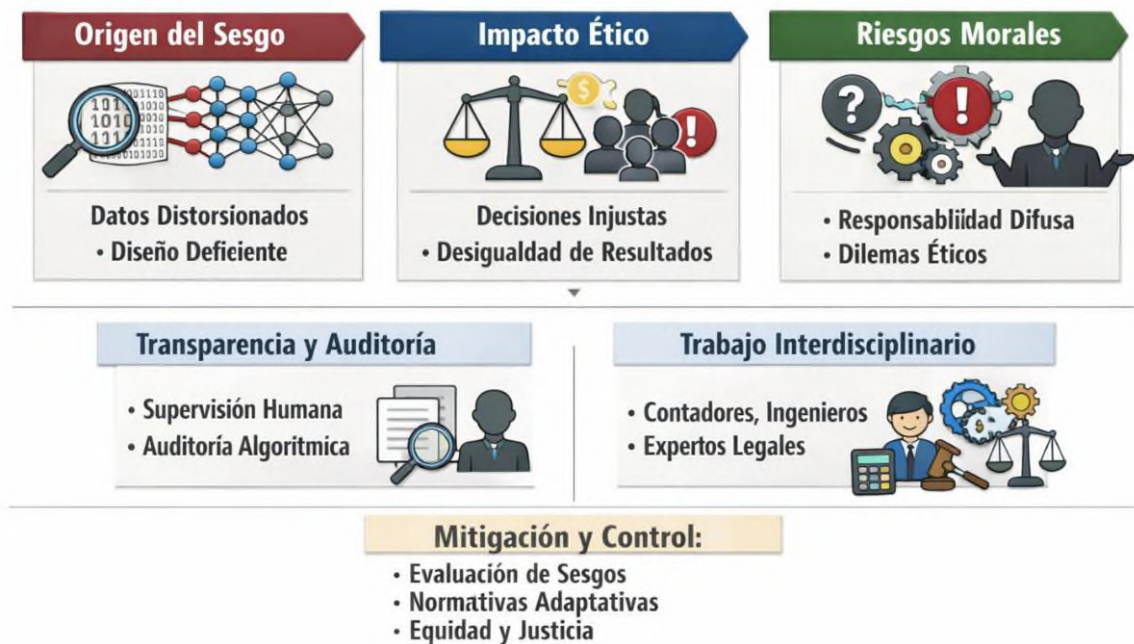 Origen del Sesgo
Datos Distorsionados
• Diseño Defieiente
Impacto Ético
$
!
Decisiones Injustas
• Desigualdad de Resultados
Riesgos Morales
?
!
• Responsabliidad Difusa
• Dilemas Éticos
Transparencia y Auditoría
• Supervisión Humana
• Auditoría Algoritmica
Trabajo Interdisciplinario
• Contadores, Ingenieros
• Expertos Legales
Mitigación y Control:
• Evaluación de Sesgos
• Normativas Adaptativas
• Equidad y Justicia